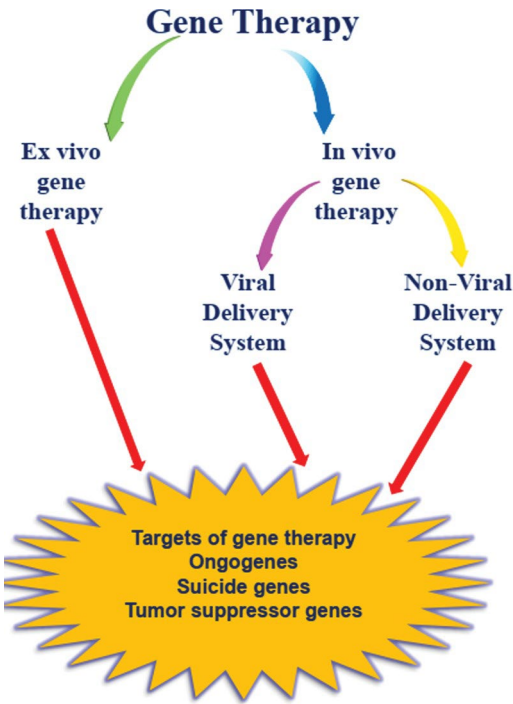 Gene Therapy
Ex vivo
gene
therapy
In vivo
gene
therapy
Viral
Delivery
System
Non-Viral
Delivery
System
Targets of gene therapy
Ongogenes
Suicide genes
Tumor suppressor genes